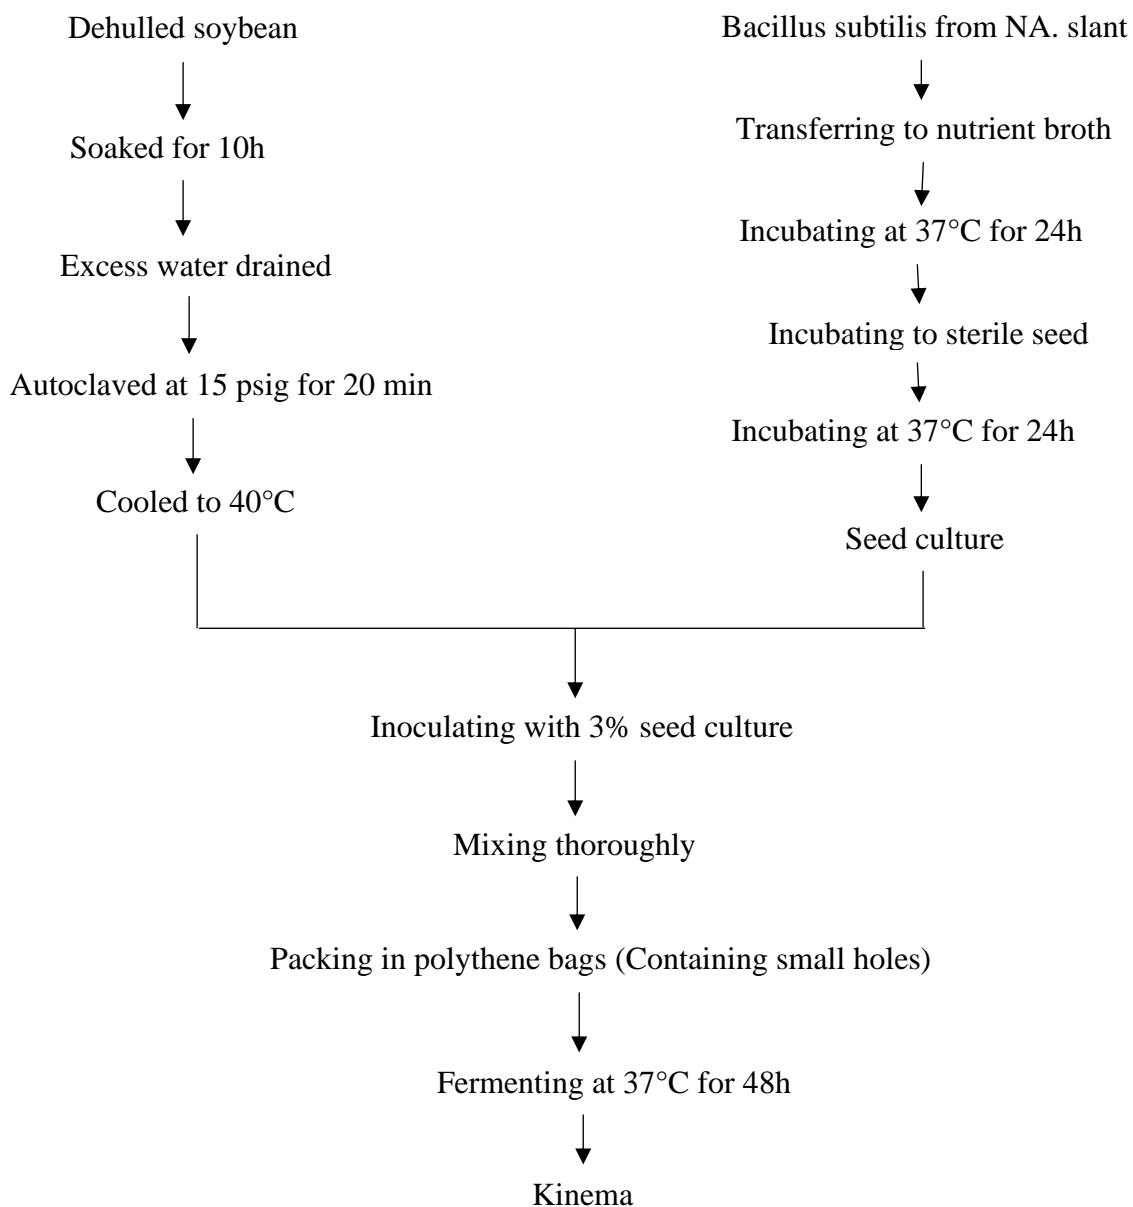 Dehulled soybean
Soaked for 10h
Excess water drained
Autoclaved at 15 psig for 20 min
Cooled to 40°C
Bacillus subtilis from NA. slant
Transferring to nutrient broth
Incubating at 37°C for 24h
Incubating to sterile seed
Incubating at 37°C for 24h
Seed culture
Inoculating with 3% seed culture
Mixing thoroughly
Packing in polythene bags (Containing small holes)
Fermenting at 37°C for 48h
Kinema